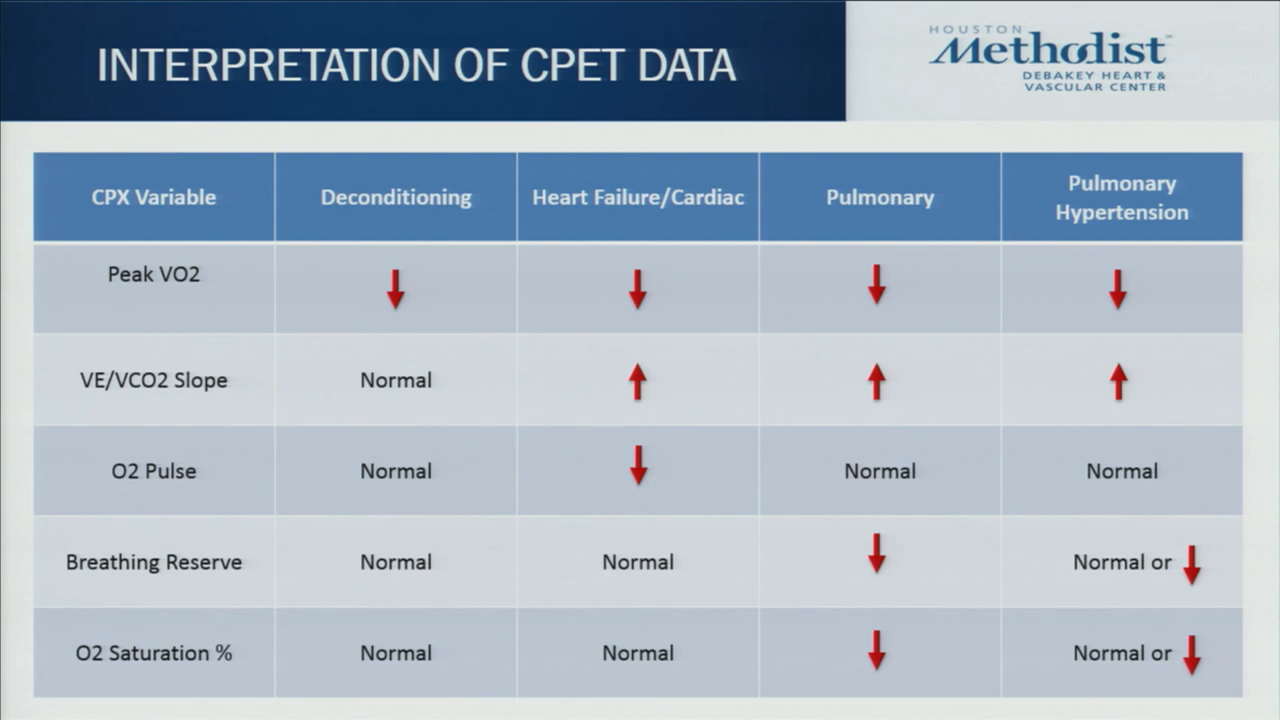 INTERPRETATION OF CPET DATA
HOUSTON
Methodist
DEBAKEY HEART &
VASCULAR CENTER
CPX Variable
Deconditioning
Heart Failure/Cardiac
Pulmonary
Pulmonary
Hypertension
Peak VO2
VE/VCO2 Slope
Normal
O2 Pulse
Normal
Normal
Normal
Breathing Reserve
Normal
Normal
Normal or
O2 Saturation %
Normal
Normal
Normal or